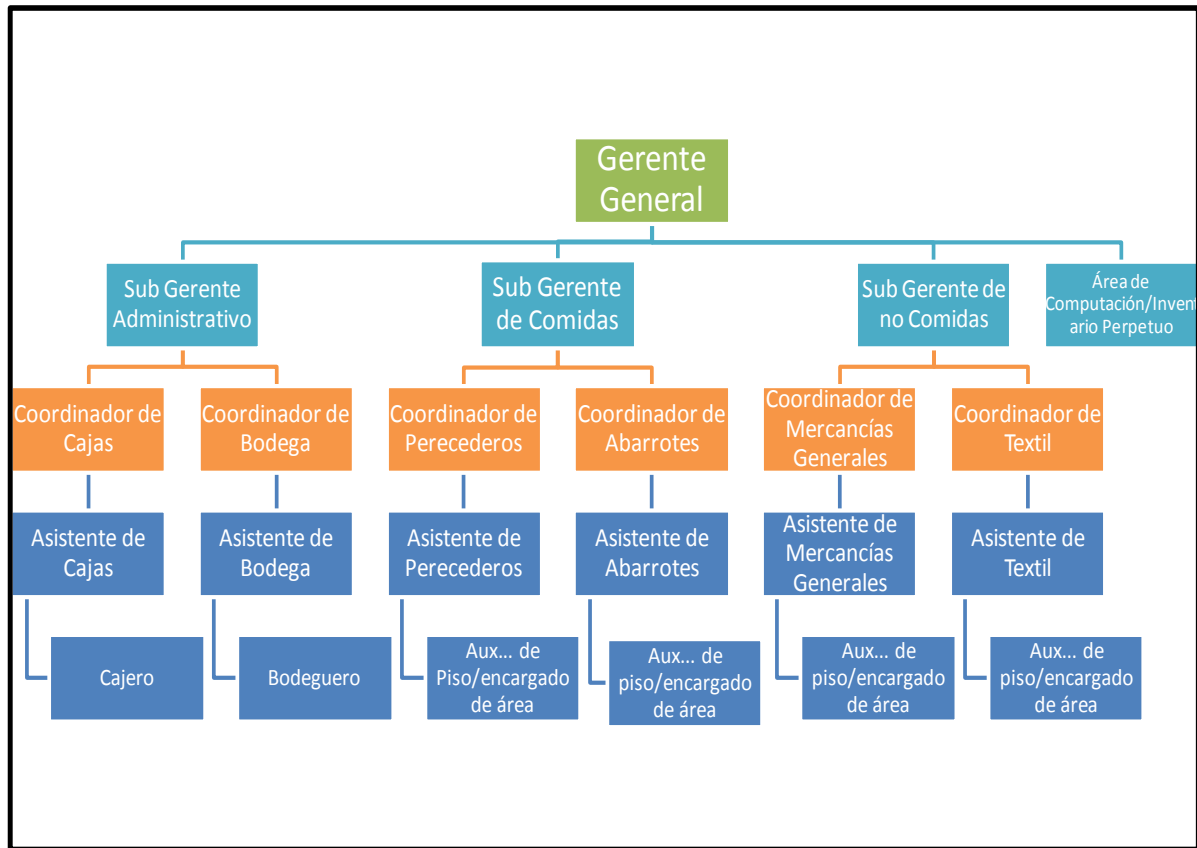 Gerente
General
Sub Gerente
Administrativo
Sub Gerente
de Comidas
Sub Gerente de
no Comidas
Área de
Computación/Invent
ario Perpetuo
Coordinador de
Cajas
Coordinador de
Bodega
Coordinador de
Perecederos
Coordinador de
Abarrotes
Coordinador de
Mercancías
Generales
Coordinador de
Textil
Asistente de
Cajas
Asistente de
Bodega
Asistente de
Perecederos
Asistente de
Abarrotes
Asistente de
Mercancías
Generales
Asistente de
Textil
Cajero
Bodeguero
Aux... de
Piso/encargado
de área
Aux... de
piso/encargado
de área
Aux... de
piso/encargado
de área
Aux... de
piso/encargado
de área